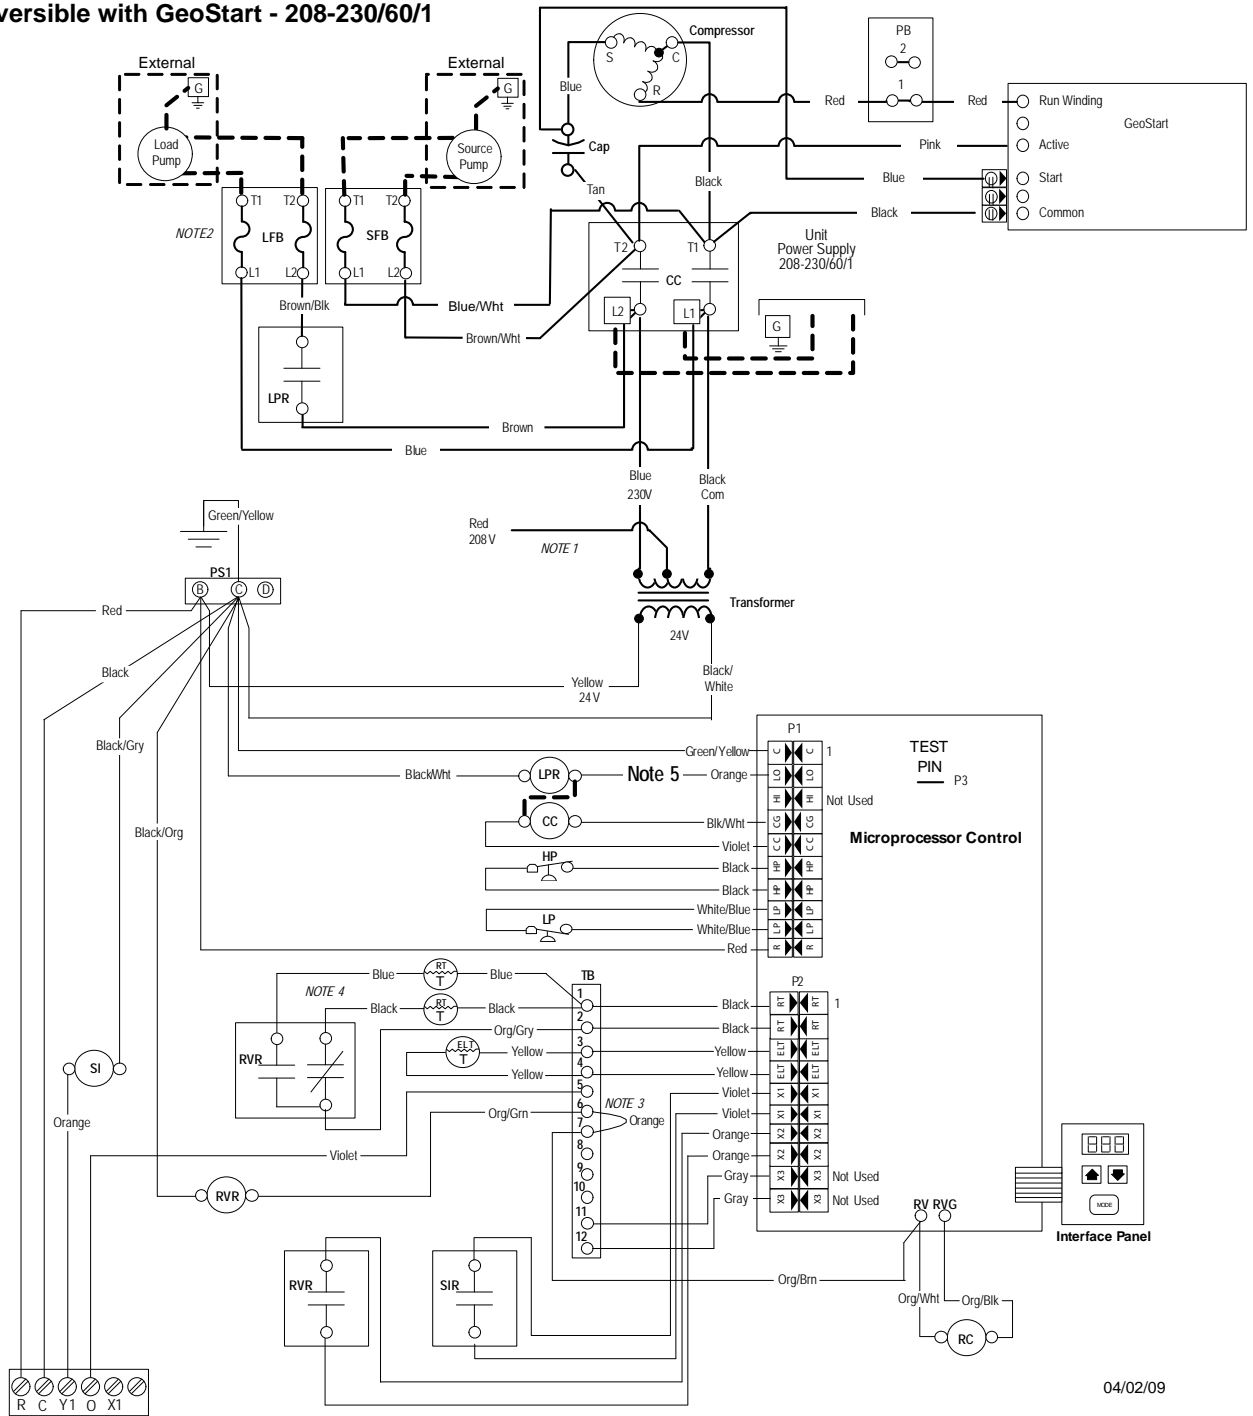 versible with GeoStart - 208-230/60/1
External
G
Load
Pump
External
G
Source
Pump
Compressor
S
C
R
Blue
Cap
Tan
Black
PB
2
1
Red
Red
Run Winding
GeoStart
Pink
Active
Blue
Start
Black
Common
NOTE2
T1
T2
LFB
L1
L2
T1
T2
SFB
L1
L2
T2
T1
CC
L2
L1
Unit
Power Supply
208-230/60/1
G
Brown/Blk
Blue/Wht
Brown/Wht
LPR
Brown
Blue
Blue
230V
Black
Com
Red
208 V
NOTE 1
Transformer
24V
Green/Yellow
PS1
B
C
D
Red
Black
Yellow
24 V
Black/
White
Black/Gry
Black/Org
P1
TEST
PIN
P3
Green/Yellow
C
C
1
BlackWht
LPR
Note 5
Orange
LO
LO
HI
HI
Not Used
CC
Blk/Wht
CG
CG
Microprocessor Control
Violet
CC
CC
HP
Black
HP
HP
Black
HP
HP
White/Blue
LP
LP
LP
White/Blue
LP
LP
Red
R
R
P2
TB
Blue
RT
T
Blue
1
Black
RT
RT
1
NOTE 4
Black
RT
T
Black
2
Black
RT
RT
Org/Gry
3
Yellow
ELT
ELT
ELT
T
Yellow
4
Yellow
Yellow
ELT
ELT
RVR
5
Violet
X1
X1
SI
Org/Grn
6
NOTE 3
Violet
X1
X1
7
Orange
Orange
X2
X2
Orange
8
Orange
X2
X2
Violet
9
Gray
X3
X3
Not Used
RVR
10
Gray
X3
X3
Not Used
11
12
RV
RVG
MODE
Interface Panel
RVR
SIR
Org/Brn
Org/Wht
Org/Blk
RC
R
C
Y1
O
X1
04/02/09